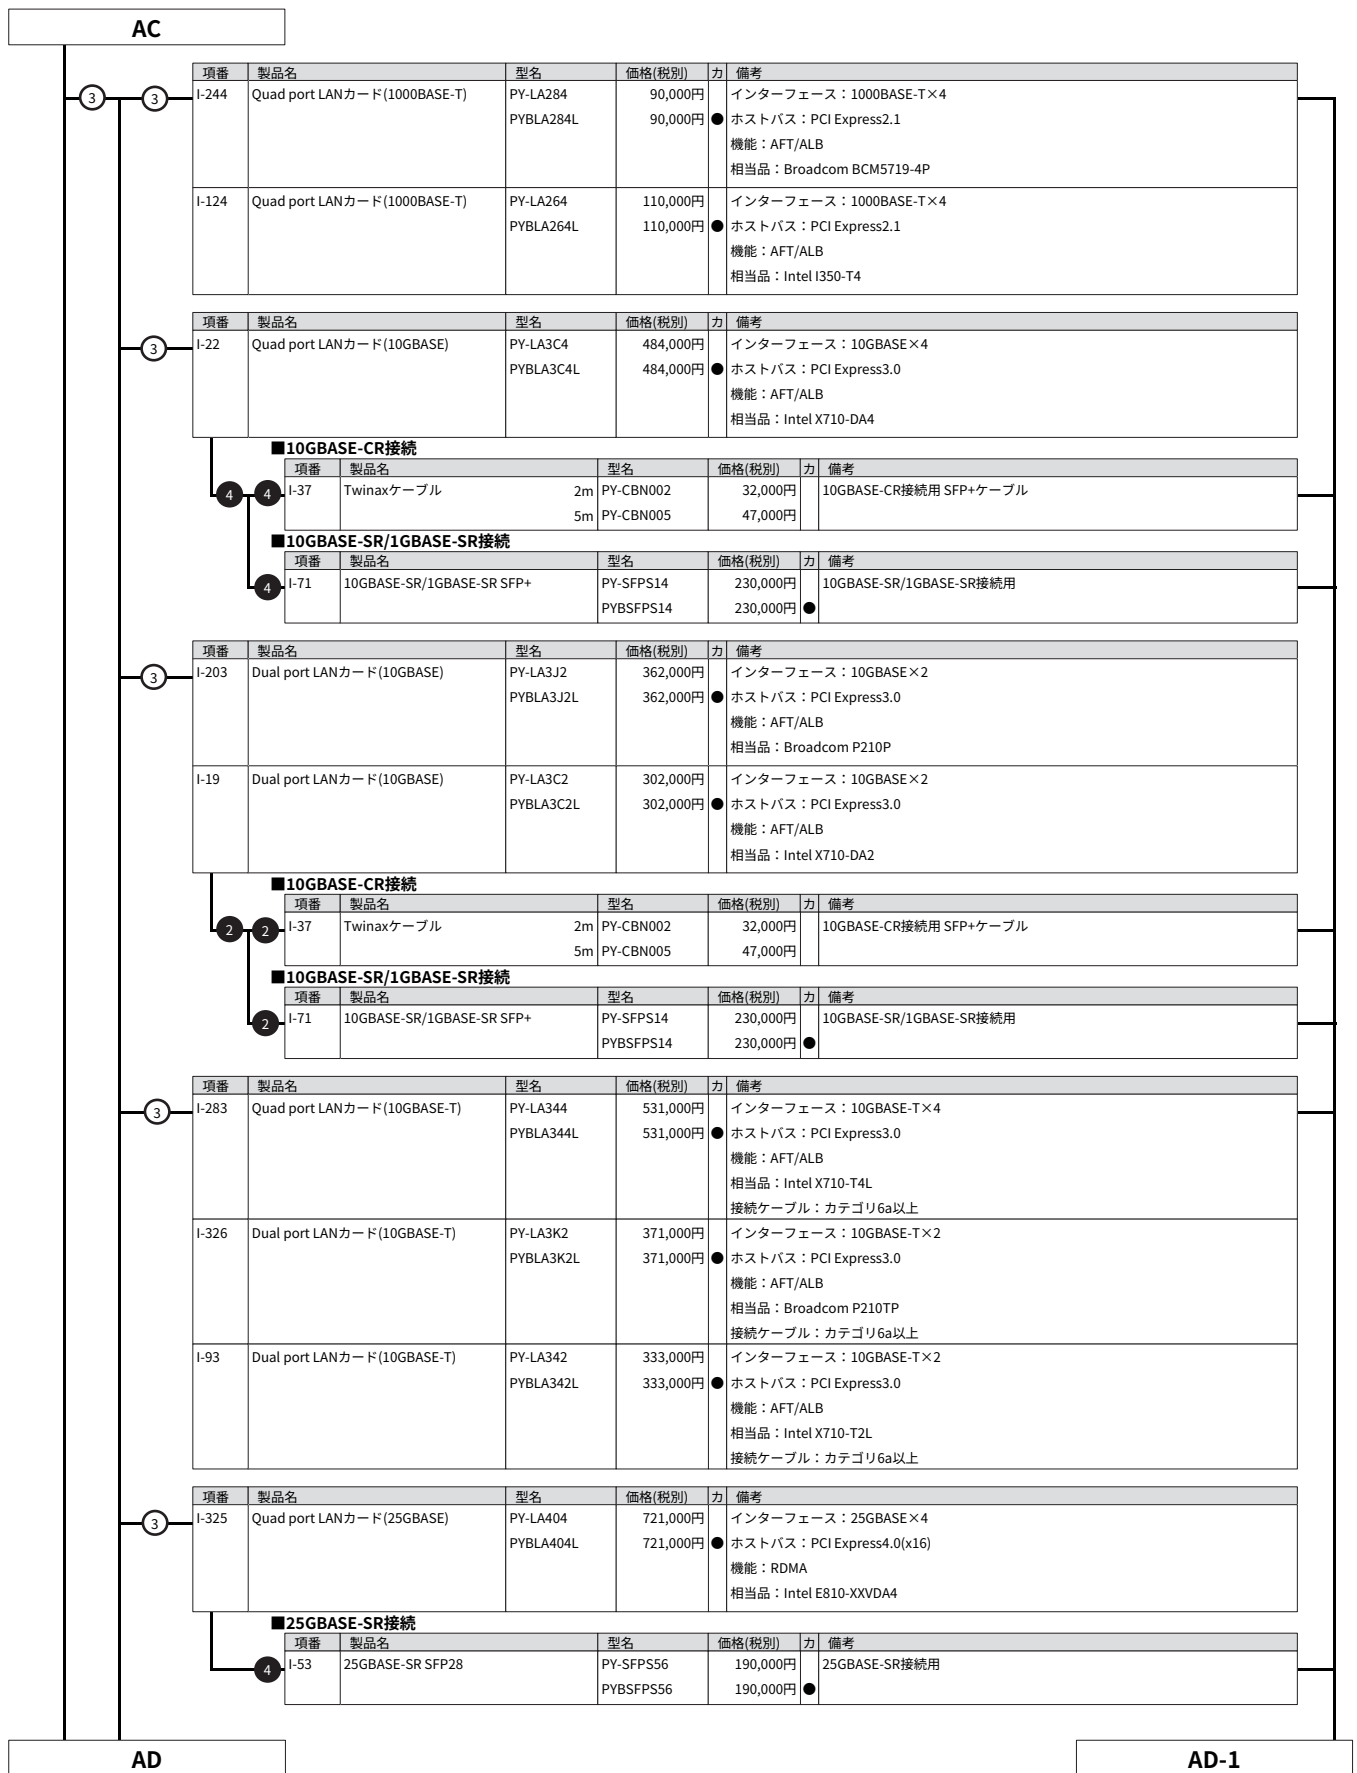 AC
項番 製品名 型名 価格(税別) カ 備考
3 3 I-244 Quad port LANカード(1000BASE-T) PY-LA284 90,000円 インターフェース：1000BASE-T×4
PYBLA284L 90,000円 ● ホストバス：PCI Express2.1
機能：AFT/ALB
相当品：Broadcom BCM5719-4P
I-124 Quad port LANカード(1000BASE-T) PY-LA264 110,000円 インターフェース：1000BASE-T×4
PYBLA264L 110,000円 ● ホストバス：PCI Express2.1
機能：AFT/ALB
相当品：Intel I350-T4
項番 製品名 型名 価格(税別) カ 備考
3 I-22 Quad port LANカード(10GBASE) PY-LA3C4 484,000円 インターフェース：10GBASE×4
PYBLA3C4L 484,000円 ● ホストバス：PCI Express3.0
機能：AFT/ALB
相当品：Intel X710-DA4
■10GBASE-CR接続
項番 製品名 型名 価格(税別) カ 備考
4 4 I-37 Twinaxケーブル 2m PY-CBN002 32,000円 10GBASE-CR接続用 SFP+ケーブル
5m PY-CBN005 47,000円
■10GBASE-SR/1GBASE-SR接続
項番 製品名 型名 価格(税別) カ 備考
4 I-71 10GBASE-SR/1GBASE-SR SFP+ PY-SFPS14 230,000円 10GBASE-SR/1GBASE-SR接続用
PYBSFPS14 230,000円 ●
項番 製品名 型名 価格(税別) カ 備考
3 I-203 Dual port LANカード(10GBASE) PY-LA3J2 362,000円 インターフェース：10GBASE×2
PYBLA3J2L 362,000円 ● ホストバス：PCI Express3.0
機能：AFT/ALB
相当品：Broadcom P210P
I-19 Dual port LANカード(10GBASE) PY-LA3C2 302,000円 インターフェース：10GBASE×2
PYBLA3C2L 302,000円 ● ホストバス：PCI Express3.0
機能：AFT/ALB
相当品：Intel X710-DA2
■10GBASE-CR接続
項番 製品名 型名 価格(税別) カ 備考
2 2 I-37 Twinaxケーブル 2m PY-CBN002 32,000円 10GBASE-CR接続用 SFP+ケーブル
5m PY-CBN005 47,000円
■10GBASE-SR/1GBASE-SR接続
項番 製品名 型名 価格(税別) カ 備考
2 I-71 10GBASE-SR/1GBASE-SR SFP+ PY-SFPS14 230,000円 10GBASE-SR/1GBASE-SR接続用
PYBSFPS14 230,000円 ●
項番 製品名 型名 価格(税別) カ 備考
3 I-283 Quad port LANカード(10GBASE-T) PY-LA344 531,000円 インターフェース：10GBASE-T×4
PYBLA344L 531,000円 ● ホストバス：PCI Express3.0
機能：AFT/ALB
相当品：Intel X710-T4L
接続ケーブル：カテゴリ6a以上
I-326 Dual port LANカード(10GBASE-T) PY-LA3K2 371,000円 インターフェース：10GBASE-T×2
PYBLA3K2L 371,000円 ● ホストバス：PCI Express3.0
機能：AFT/ALB
相当品：Broadcom P210TP
接続ケーブル：カテゴリ6a以上
I-93 Dual port LANカード(10GBASE-T) PY-LA342 333,000円 インターフェース：10GBASE-T×2
PYBLA342L 333,000円 ● ホストバス：PCI Express3.0
機能：AFT/ALB
相当品：Intel X710-T2L
接続ケーブル：カテゴリ6a以上
項番 製品名 型名 価格(税別) カ 備考
3 I-325 Quad port LANカード(25GBASE) PY-LA404 721,000円 インターフェース：25GBASE×4
PYBLA404L 721,000円 ● ホストバス：PCI Express4.0(x16)
機能：RDMA
相当品：Intel E810-XXVDA4
■25GBASE-SR接続
項番 製品名 型名 価格(税別) カ 備考
4 I-53 25GBASE-SR SFP28 PY-SFPS56 190,000円 25GBASE-SR接続用
PYBSFPS56 190,000円 ●
AD AD-1